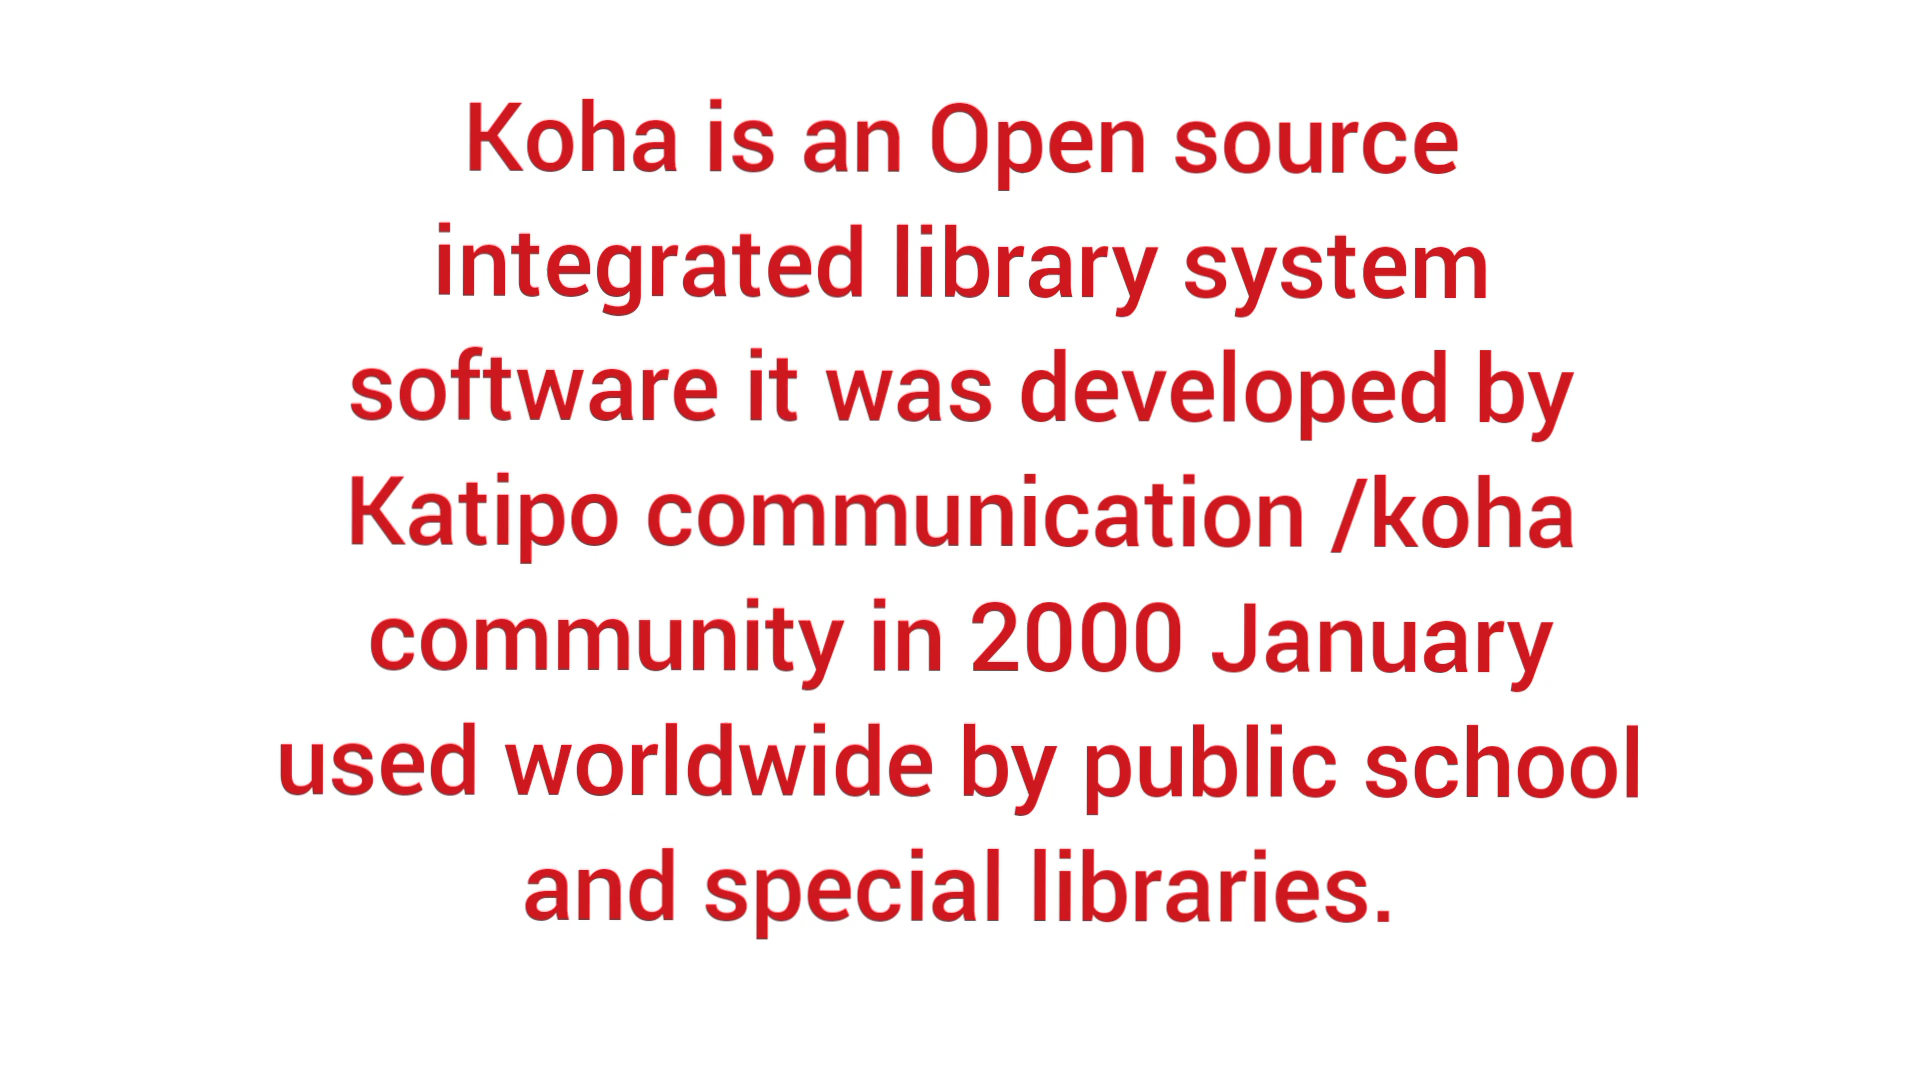 Koha is an Open source
integrated library system
software it was developed by
Katipo communication /koha
community in 2000 January
used worldwide by public school
and special libraries.